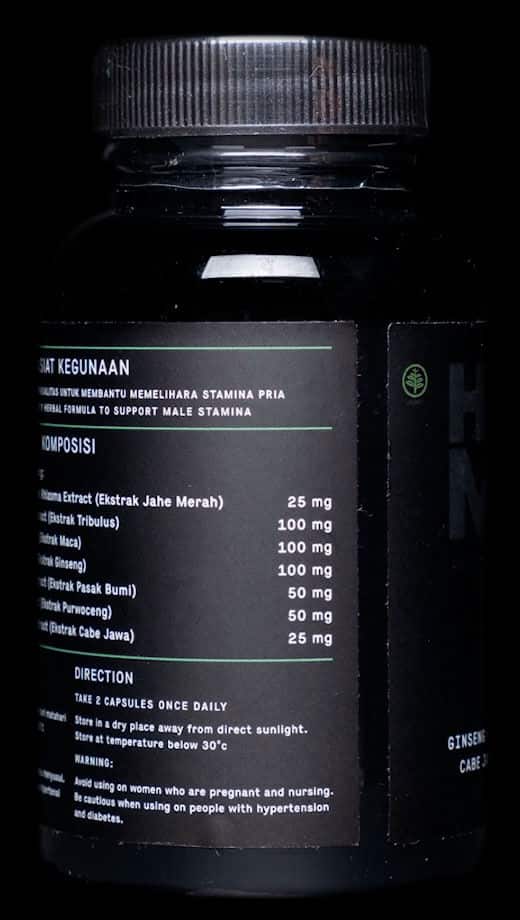 KEGUNAAN
UNTUK MEMBANTU MEMELIHARA STAMINA PRIA
HERBAL FORMULA TO SUPPORT MALE STAMINA
KOMPOSISI
Rhizoma Extract (Ekstrak Jahe Merah) 25 mg
(Ekstrak Tribulus) 100 mg
Maca) 100 mg
Ginseng) 100 mg
(Ekstrak Pasak Bumi) 50 mg
Purwoceng) 50 mg
(Ekstrak Cabe Jawa) 25 mg
DIRECTION
TAKE 2 CAPSULES ONCE DAILY
matahari
Store in a dry place away from direct sunlight.
Store at temperature below 30°c
WARNING:
Avoid using on women who are pregnant and nursing.
Be cautious when using on people with hypertension
and diabetes.
GINSENG
CABE